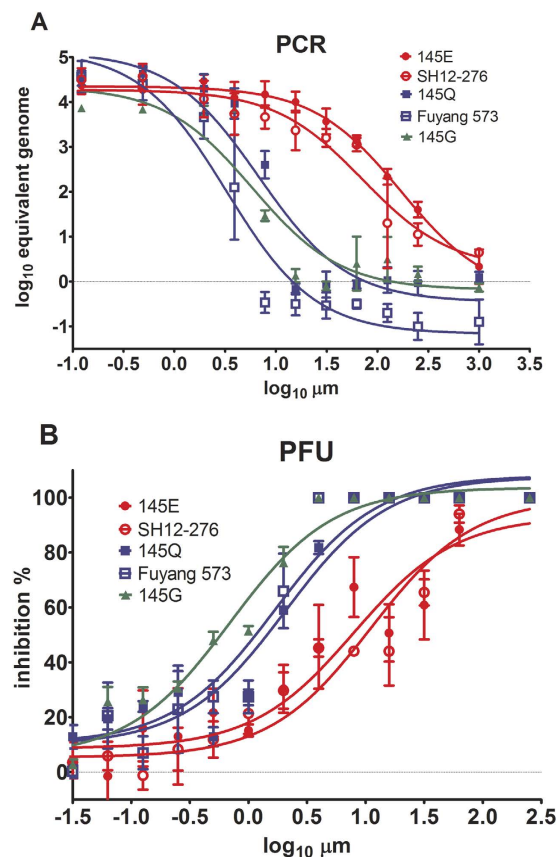 A
PCR
145E
SH12-276
145Q
Fuyang 573
145G
log10 equivalent genome
5
4
3
2
1
0
-1
-1.0 -0.5 0.0 0.5 1.0 1.5 2.0 2.5 3.0 3.5
log10 μm
B
PFU
145E
SH12-276
145Q
Fuyang 573
145G
inhibition %
100
80
60
40
20
0
-1.5 -1.0 -0.5 0.0 0.5 1.0 1.5 2.0 2.5
log10 μm